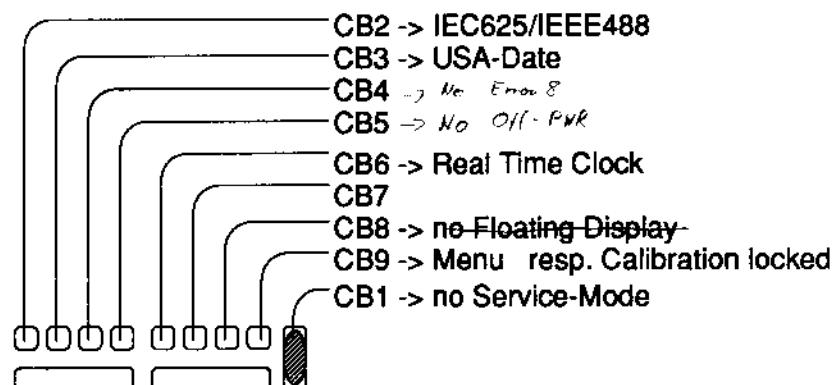 CB2 -> IEC625/IEEE488
CB3 -> USA-Date
CB4 -> No Error 8
CB5 -> No Off-PWR
CB6 -> Real Time Clock
CB7
CB8 -> no Floating Display
CB9 -> Menu resp. Calibration locked
CB1 -> no Service-Mode